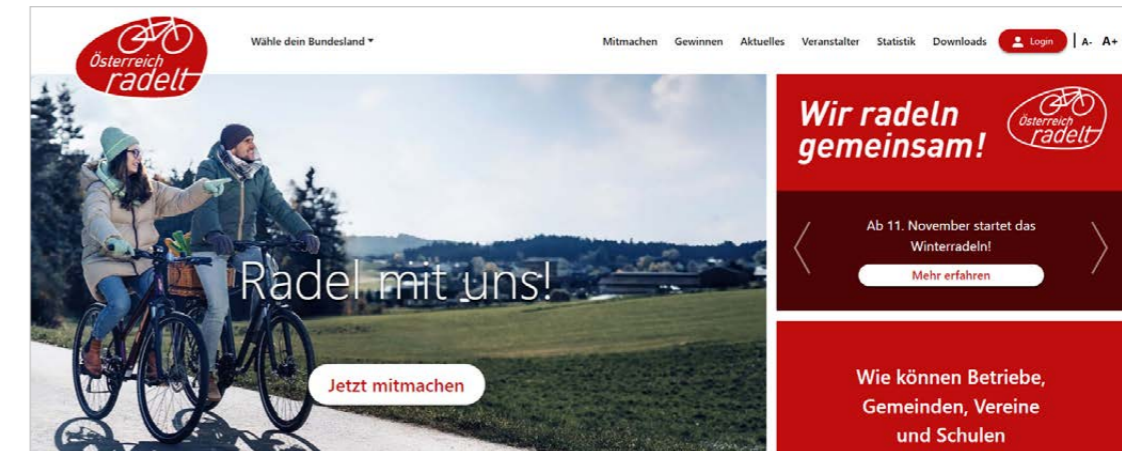 Österreich
radelt
Wähle dein Bundesland
Mitmachen Gewinnen Aktuelles Veranstalter Statistik Downloads Login | A- A+
Radel mit uns!
Jetzt mitmachen
Wir radeln
gemeinsam!
Österreich
radelt
Ab 11. November startet das
Winterradeln!
Mehr erfahren
Wie können Betriebe,
Gemeinden, Vereine
und Schulen